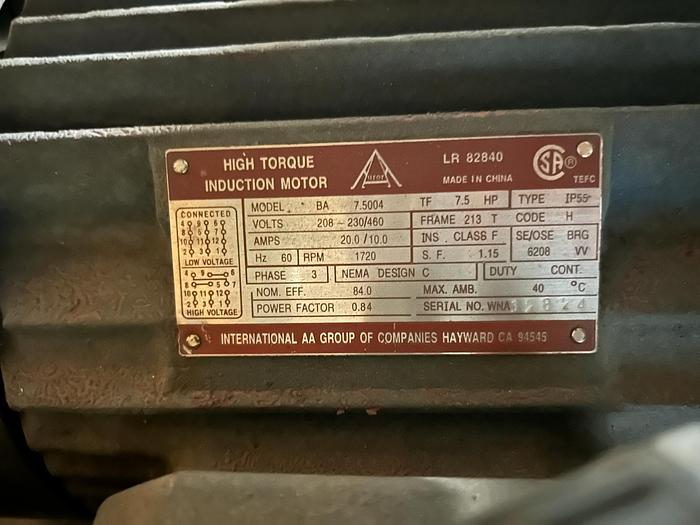 HIGH TORQUE
INDUCTION MOTOR
LR 82840
MADE IN CHINA
CSA ®
TEFC
CONNECTED
LOW VOLTAGE
HIGH VOLTAGE
MODEL BA 7.5004 TF 7.5 HP TYPE IP55
VOLTS 208-230/460 FRAME 213 T CODE H
AMPS 20.0/10.0 INS CLASS F SE/OSE BRG
Hz 60 RPM 1720 S. F. 1.15 6208 VV
PHASE 3 NEMA DESIGN C DUTY CONT.
NOM. EFF. 84.0 MAX. AMB. 40 °C
POWER FACTOR 0.84 SERIAL NO. WNA
INTERNATIONAL AA GROUP OF COMPANIES HAYWARD CA 94545